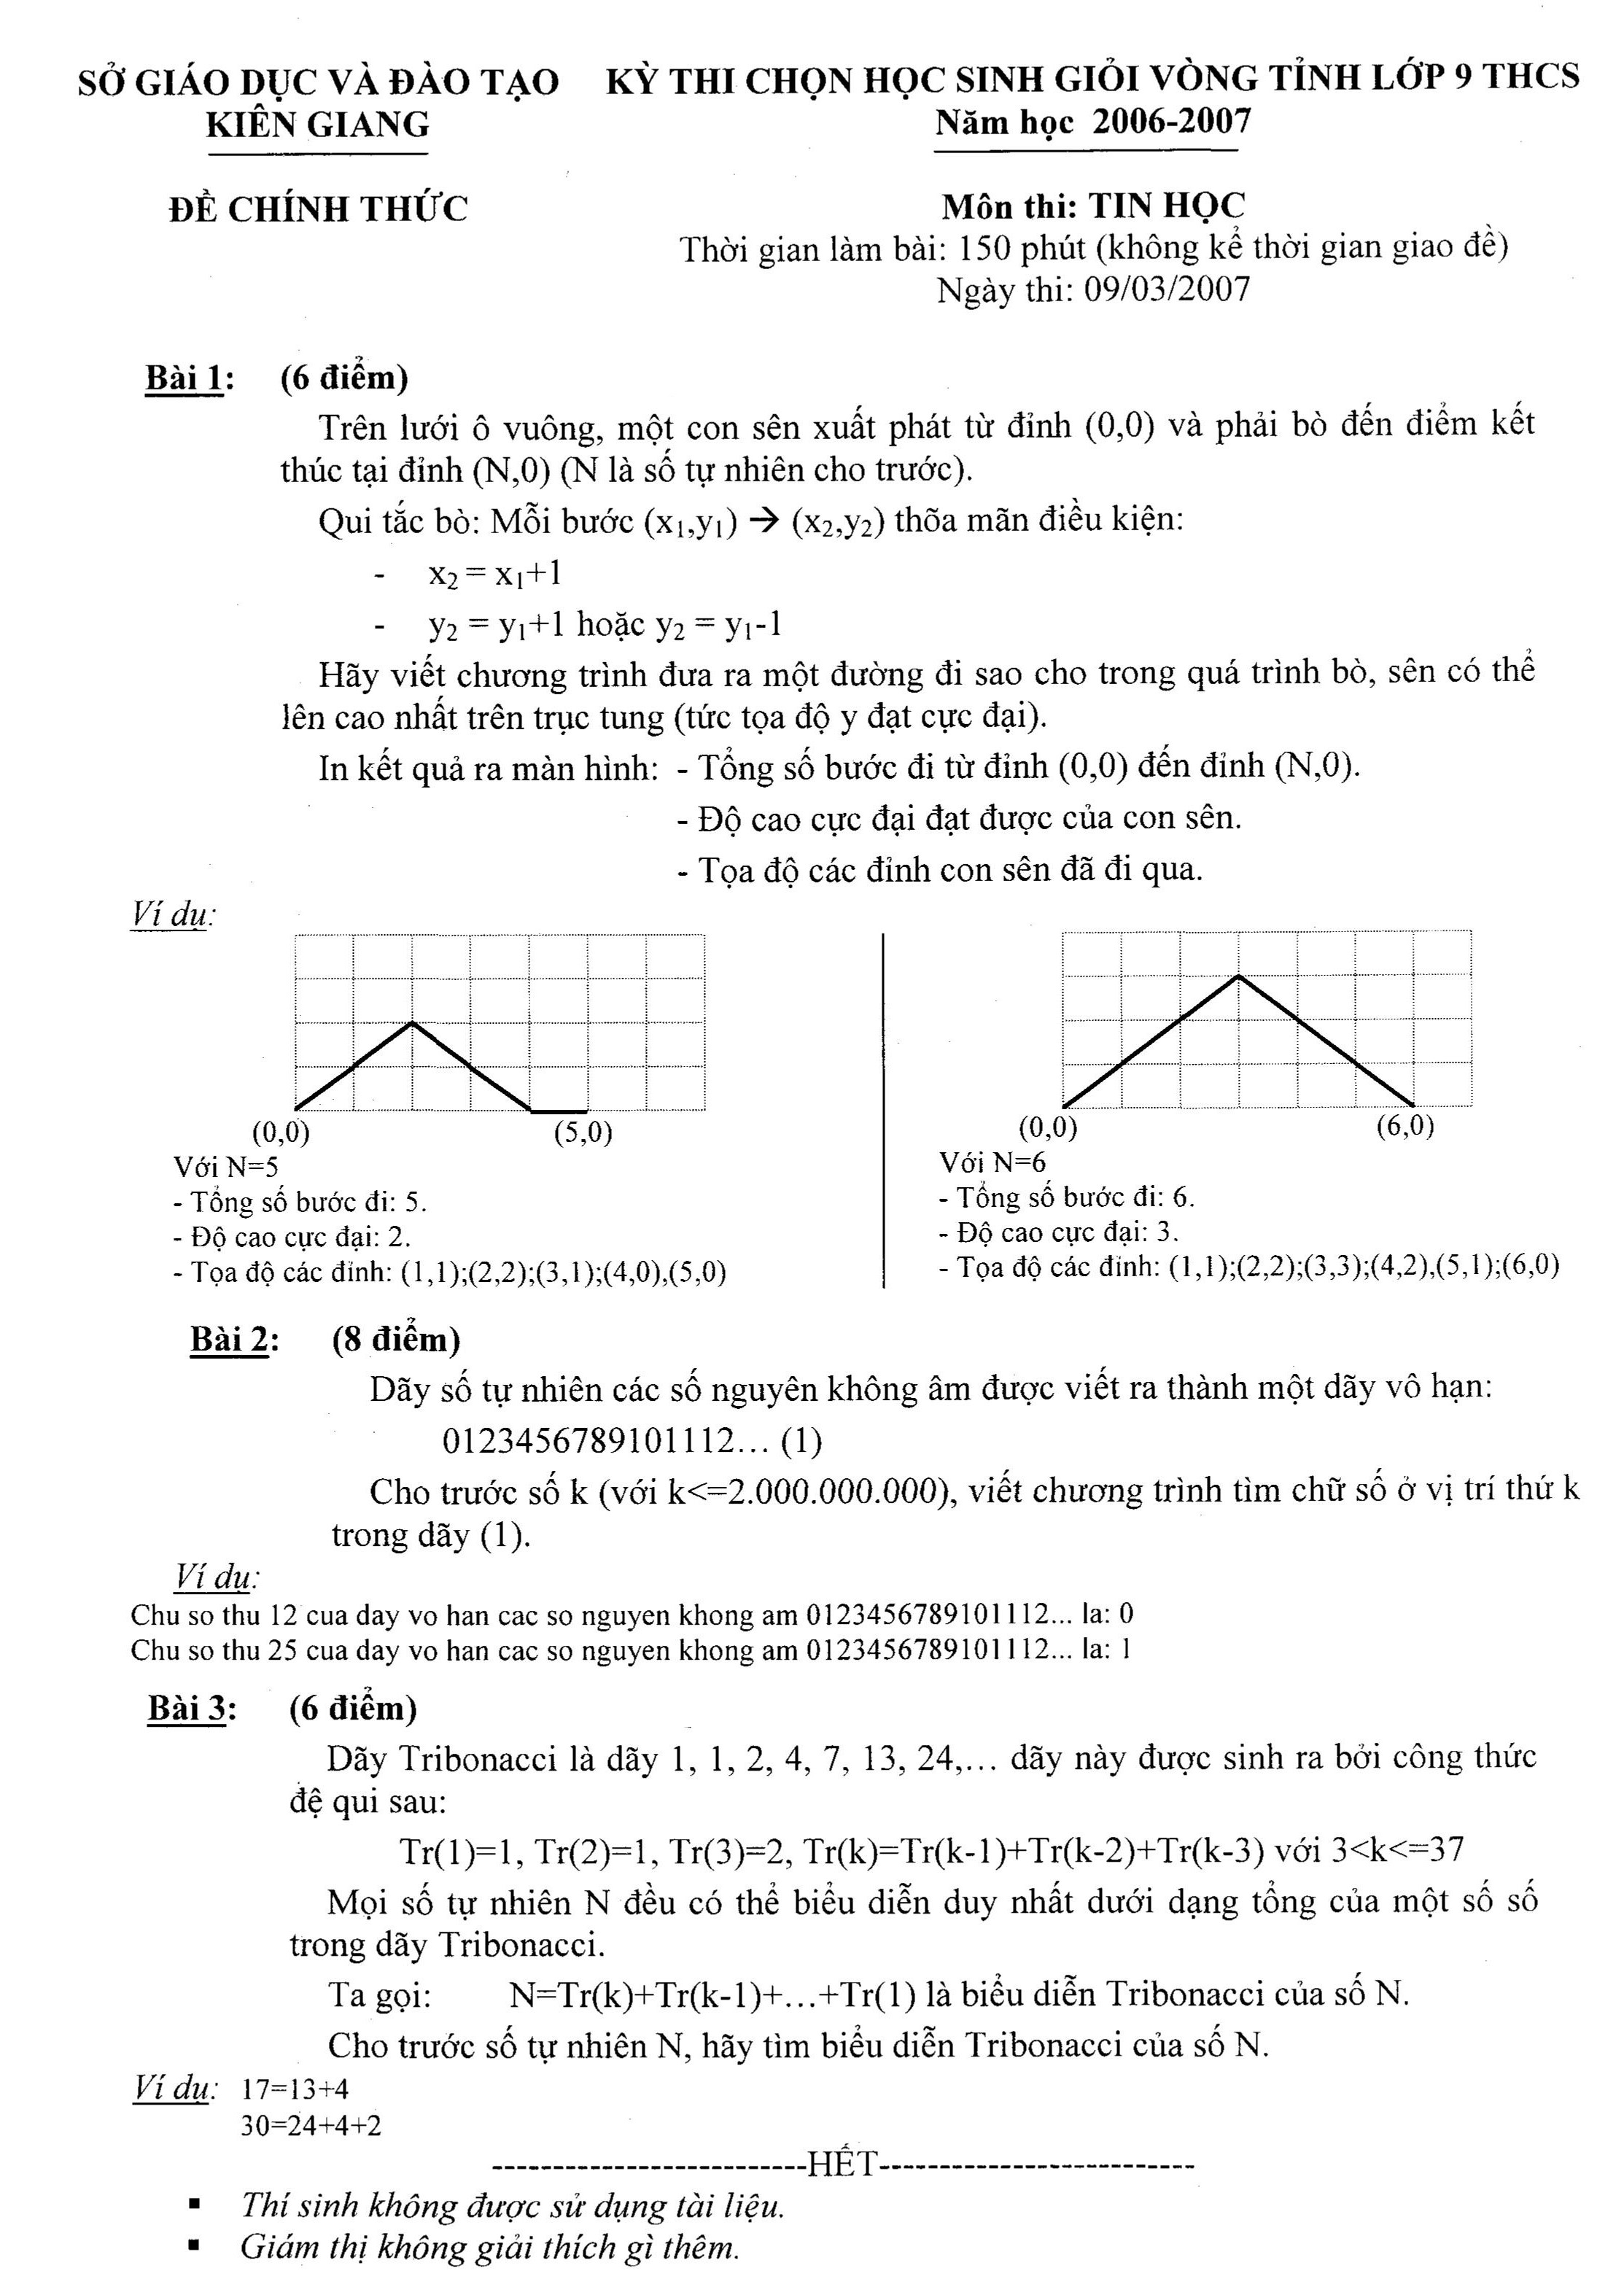 SỞ GIÁO DỤC VÀ ĐÀO TẠO
KIÊN GIANG
ĐỀ CHÍNH THỨC
KỲ THI CHỌN HỌC SINH GIỎI VÒNG TỈNH LỚP 9 THCS
Năm học 2006-2007
Môn thi: TIN HỌC
Thời gian làm bài: 150 phút (không kể thời gian giao đề)
Ngày thi: 09/03/2007
Bài 1: (6 điểm)
Trên lưới ô vuông, một con sên xuất phát từ đỉnh (0,0) và phải bò đến điểm kết
thúc tại đỉnh (N,0) (N là số tự nhiên cho trước).
Qui tắc bò: Mỗi bước (x₁,y₁) → (x₂,y₂) thõa mãn điều kiện:
- x₂ = x₁+1
- y₂ = y₁+1 hoặc y₂ = y₁-1
Hãy viết chương trình đưa ra một đường đi sao cho trong quá trình bò, sên có thể
lên cao nhất trên trục tung (tức tọa độ y đạt cực đại).
In kết quả ra màn hình: - Tổng số bước đi từ đỉnh (0,0) đến đỉnh (N,0).
- Độ cao cực đại đạt được của con sên.
- Tọa độ các đỉnh con sên đã đi qua.
Ví dụ:
(0,0) (5,0)
Với N=5
- Tổng số bước đi: 5.
- Độ cao cực đại: 2.
- Tọa độ các đỉnh: (1,1);(2,2);(3,1);(4,0),(5,0)
(0,0) (6,0)
Với N=6
- Tổng số bước đi: 6.
- Độ cao cực đại: 3.
- Tọa độ các đỉnh: (1,1);(2,2);(3,3);(4,2),(5,1);(6,0)
Bài 2: (8 điểm)
Dãy số tự nhiên các số nguyên không âm được viết ra thành một dãy vô hạn:
0123456789101112... (1)
Cho trước số k (với k<=2.000.000.000), viết chương trình tìm chữ số ở vị trí thứ k
trong dãy (1).
Ví dụ:
Chu so thu 12 cua day vo han cac so nguyen khong am 0123456789101112... la: 0
Chu so thu 25 cua day vo han cac so nguyen khong am 0123456789101112... la: 1
Bài 3: (6 điểm)
Dãy Tribonacci là dãy 1, 1, 2, 4, 7, 13, 24,... dãy này được sinh ra bởi công thức
đệ qui sau:
Tr(1)=1, Tr(2)=1, Tr(3)=2, Tr(k)=Tr(k-1)+Tr(k-2)+Tr(k-3) với 3<k<=37
Mọi số tự nhiên N đều có thể biểu diễn duy nhất dưới dạng tổng của một số số
trong dãy Tribonacci.
Ta gọi: N=Tr(k)+Tr(k-1)+...+Tr(1) là biểu diễn Tribonacci của số N.
Cho trước số tự nhiên N, hãy tìm biểu diễn Tribonacci của số N.
Ví dụ: 17=13+4
30=24+4+2
--------------------------HẾT--------------------------
▪ Thí sinh không được sử dụng tài liệu.
▪ Giám thị không giải thích gì thêm.